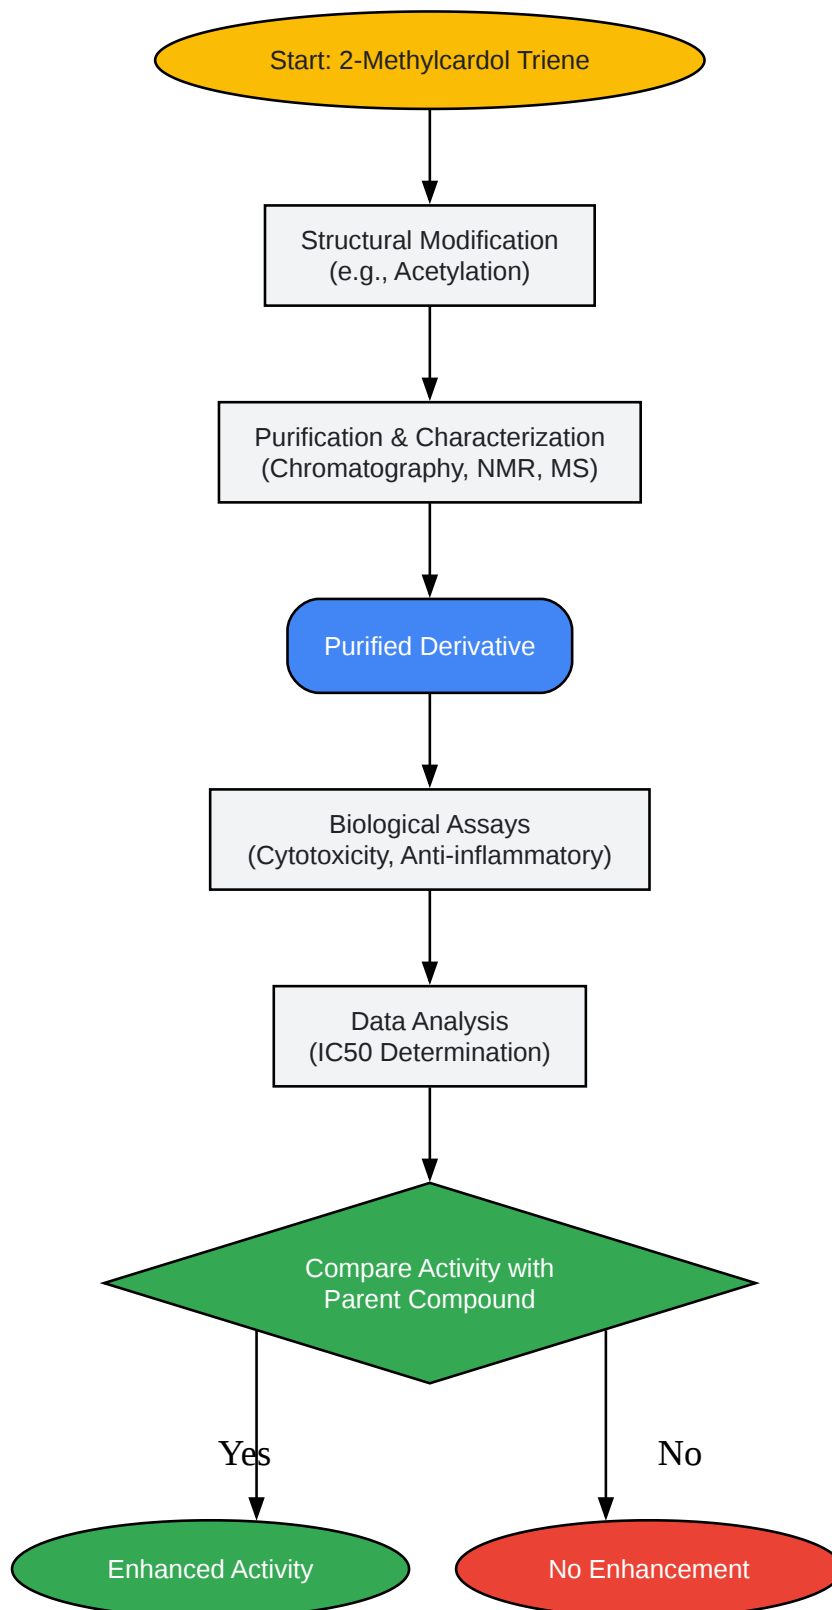 Start: 2-Methylcardol Triene
Structural Modification
(e.g., Acetylation)
Purification & Characterization
(Chromatography, NMR, MS)
Purified Derivative
Biological Assays
(Cytotoxicity, Anti-inflammatory)
Data Analysis
(IC50 Determination)
Compare Activity with
Parent Compound
Yes
No
Enhanced Activity
No Enhancement